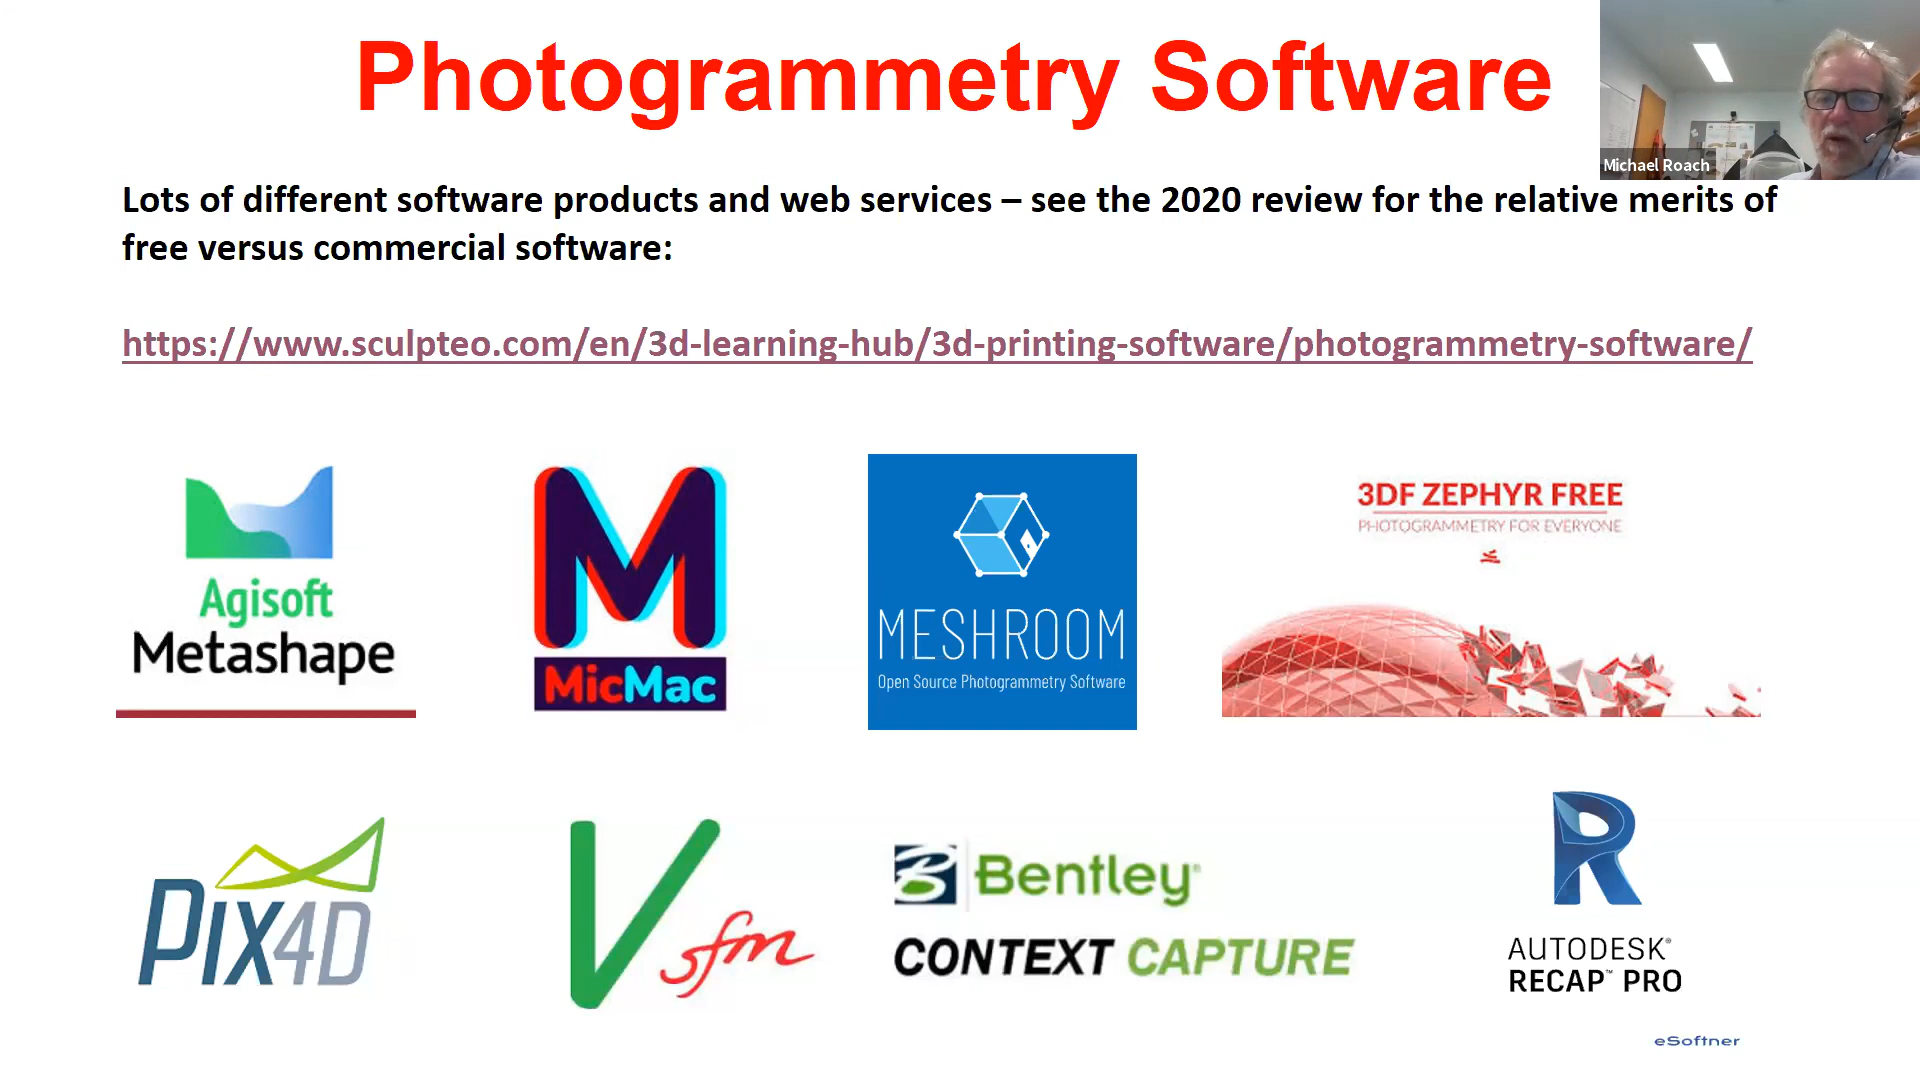 Photogrammetry Software
Michael Roach
Lots of different software products and web services – see the 2020 review for the relative merits of
free versus commercial software:
https://www.sculpteo.com/en/3d-learning-hub/3d-printing-software/photogrammetry-software/
Agisoft
Metashape
M
MicMac
MESHROOM
Open Source Photogrammetry Software
3DF ZEPHYR FREE
PHOTOGRAMMETRY FOR EVERYONE
PIX4D
Vsfm
B Bentley®
CONTEXT CAPTURE
R
AUTODESK®
RECAP™ PRO
eSoftner